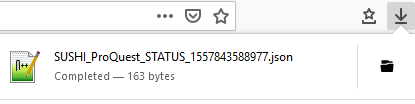 SUSHI_ProQuest_STATUS_1557843588977.json
Completed — 163 bytes